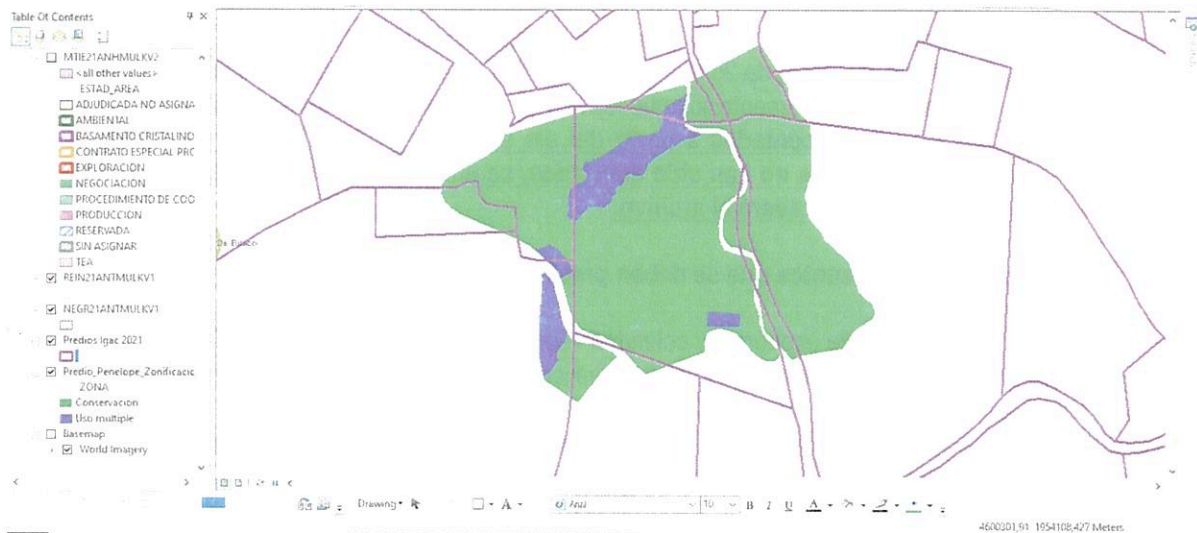 Table Of Contents
MTIE21ANHMULKV2
<all other values>
ESTAD_AREA
ADJUDICADA NO ASIGNA
AMBIENTAL
BASAMENTO CRISTALINO
CONTRATO ESPECIAL PRC
EXPLORACION
NEGOCIACION
PROCEDIMIENTO DE COO
PRODUCCION
RESERVADA
SIN ASIGNAR
TEA
REIN21ANTMULKV1
NEGR21ANTMULKV1
Predios Igac 2021
Predio_Penelope_Zonificacic
ZONA
Conservacion
Uso multiple
Basemap
World Imagery
Drawing
A
Arial
10
B I U A
4600301,91 1954108,427 Meters